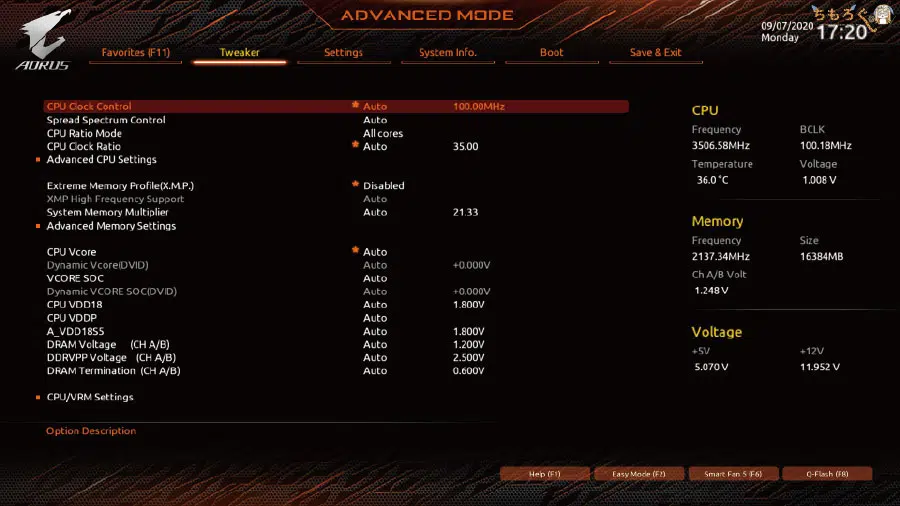 ADVANCED MODE
ちもろぐ
09/07/2020
Monday
17:20
AORUS
Favorites (F11) Tweaker Settings System Info. Boot Save & Exit
CPU Clock Control * Auto 100.00MHz
Spread Spectrum Control Auto
CPU Ratio Mode All cores
CPU Clock Ratio * Auto 35.00
Advanced CPU Settings
Extreme Memory Profile(X.M.P.) * Disabled
XMP High Frequency Support Auto
System Memory Multiplier Auto 21.33
Advanced Memory Settings
CPU Vcore * Auto
Dynamic Vcore(DVID) Auto +0.000V
VCORE SOC Auto
Dynamic VCORE SOC(DVID) Auto +0.000V
CPU VDD18 Auto 1.800V
CPU VDDP Auto
A_VDD18S5 Auto 1.800V
DRAM Voltage (CH A/B) Auto 1.200V
DDRVPP Voltage (CH A/B) Auto 2.500V
DRAM Termination (CH A/B) Auto 0.600V
CPU/VRM Settings
Option Description
CPU
Frequency BCLK
3506.58MHz 100.18MHz
Temperature Voltage
36.0 °C 1.008 V
Memory
Frequency Size
2137.34MHz 16384MB
Ch A/B Volt
1.248 V
Voltage
+5V +12V
5.070 V 11.952 V
Help (F1) Easy Mode (F2) Smart Fan 5 (F6) Q-Flash (F8)